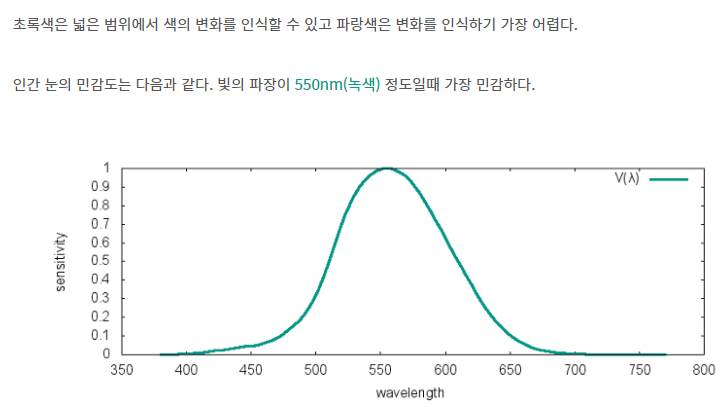 초록색은 넓은 범위에서 색의 변화를 인식할 수 있고 파랑색은 변화를 인식하기 가장 어렵다.
인간 눈의 민감도는 다음과 같다. 빛의 파장이 550nm(녹색) 정도일때 가장 민감하다.
V(λ)
1
0.9
0.8
0.7
0.6
0.5
0.4
0.3
0.2
0.1
0
sensitivity
350 400 450 500 550 600 650 700 750 800
wavelength